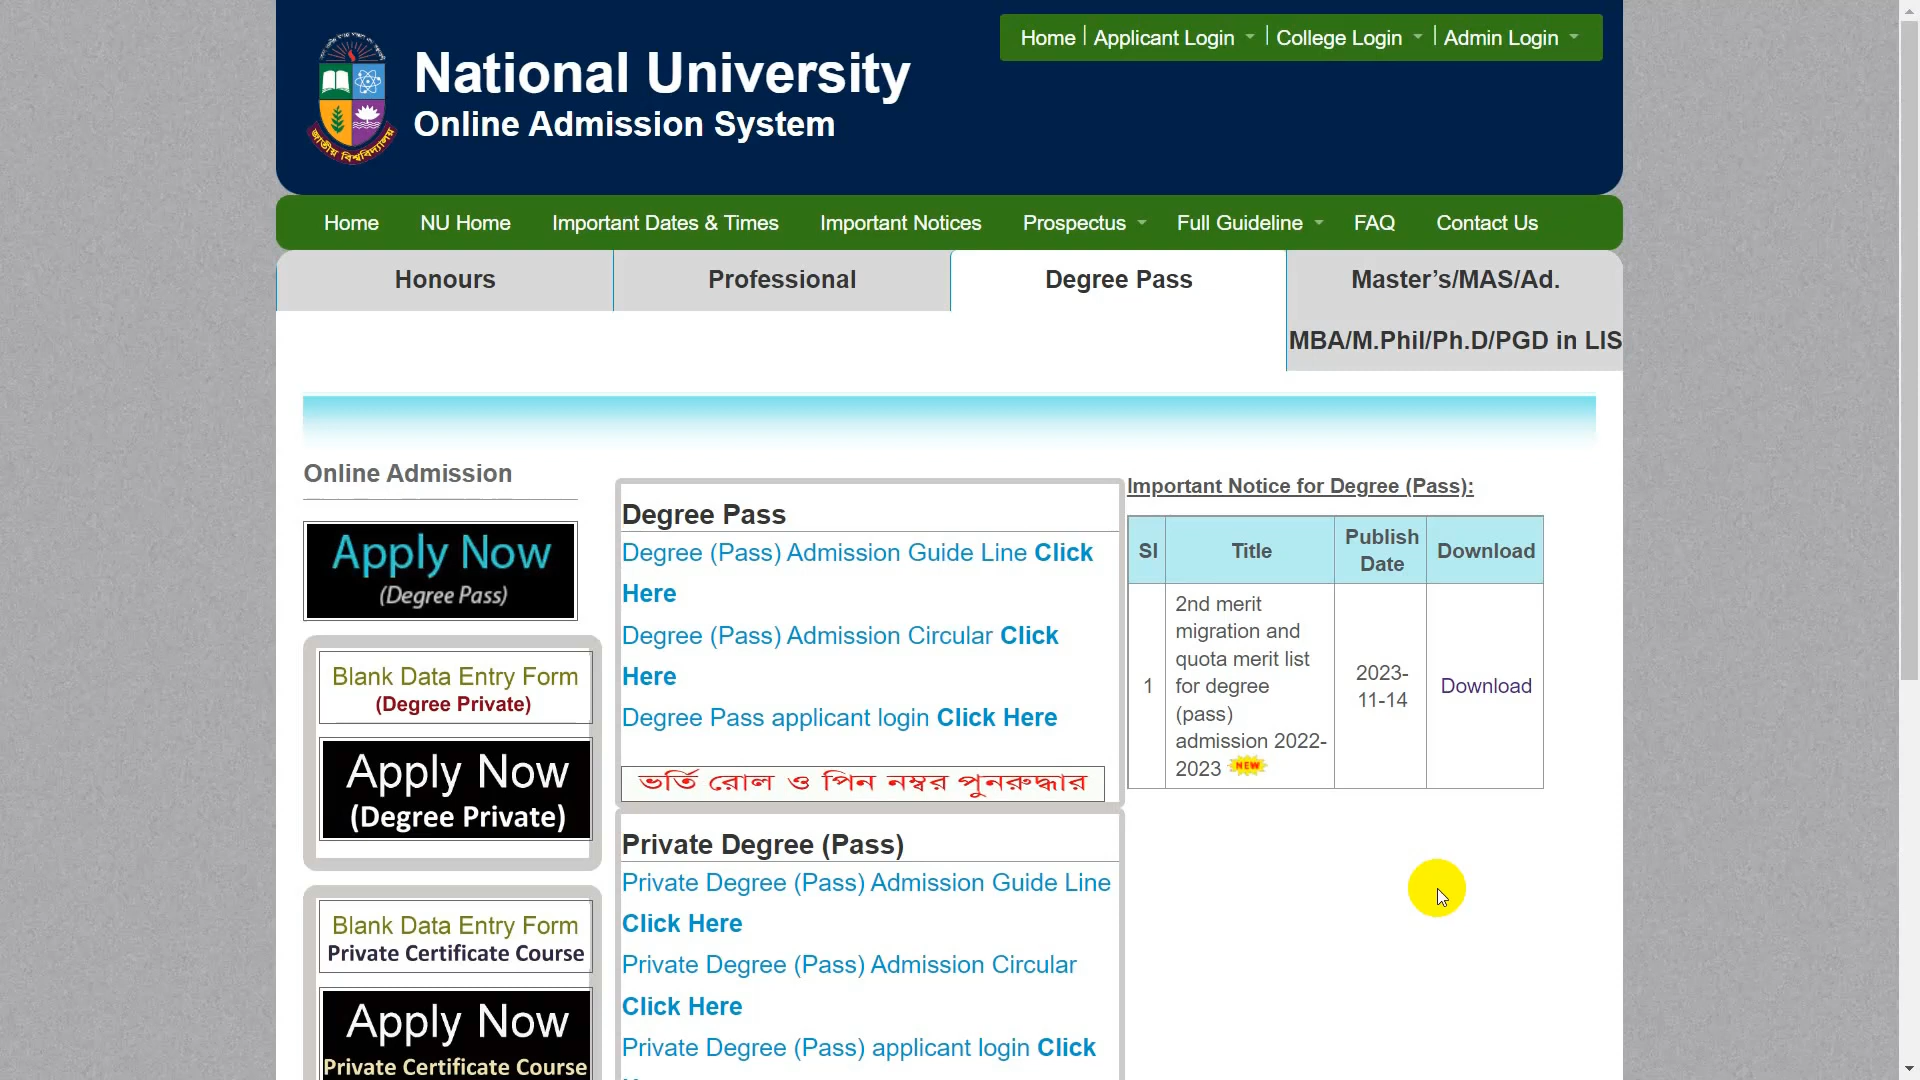 National University
Online Admission System
জাতীয় বিশ্ববিদ্যালয়
Home
Applicant Login
College Login
Admin Login
Home
NU Home
Important Dates & Times
Important Notices
Prospectus
Full Guideline
FAQ
Contact Us
Honours
Professional
Degree Pass
Master’s/MAS/Ad.
MBA/M.Phil/Ph.D/PGD in LIS
Online Admission
Apply Now
(Degree Pass)
Blank Data Entry Form
(Degree Private)
Apply Now
(Degree Private)
Blank Data Entry Form
Private Certificate Course
Apply Now
Private Certificate Course
Degree Pass
Degree (Pass) Admission Guide Line Click
Here
Degree (Pass) Admission Circular Click
Here
Degree Pass applicant login Click Here
ভর্তি রোল ও পিন নম্বর পুনরুদ্ধার
Private Degree (Pass)
Private Degree (Pass) Admission Guide Line
Click Here
Private Degree (Pass) Admission Circular
Click Here
Private Degree (Pass) applicant login Click
Important Notice for Degree (Pass):
Sl
Title
Publish
Date
Download
1
2nd merit
migration and
quota merit list
for degree
(pass)
admission 2022-
2023 NEW
2023-
11-14
Download